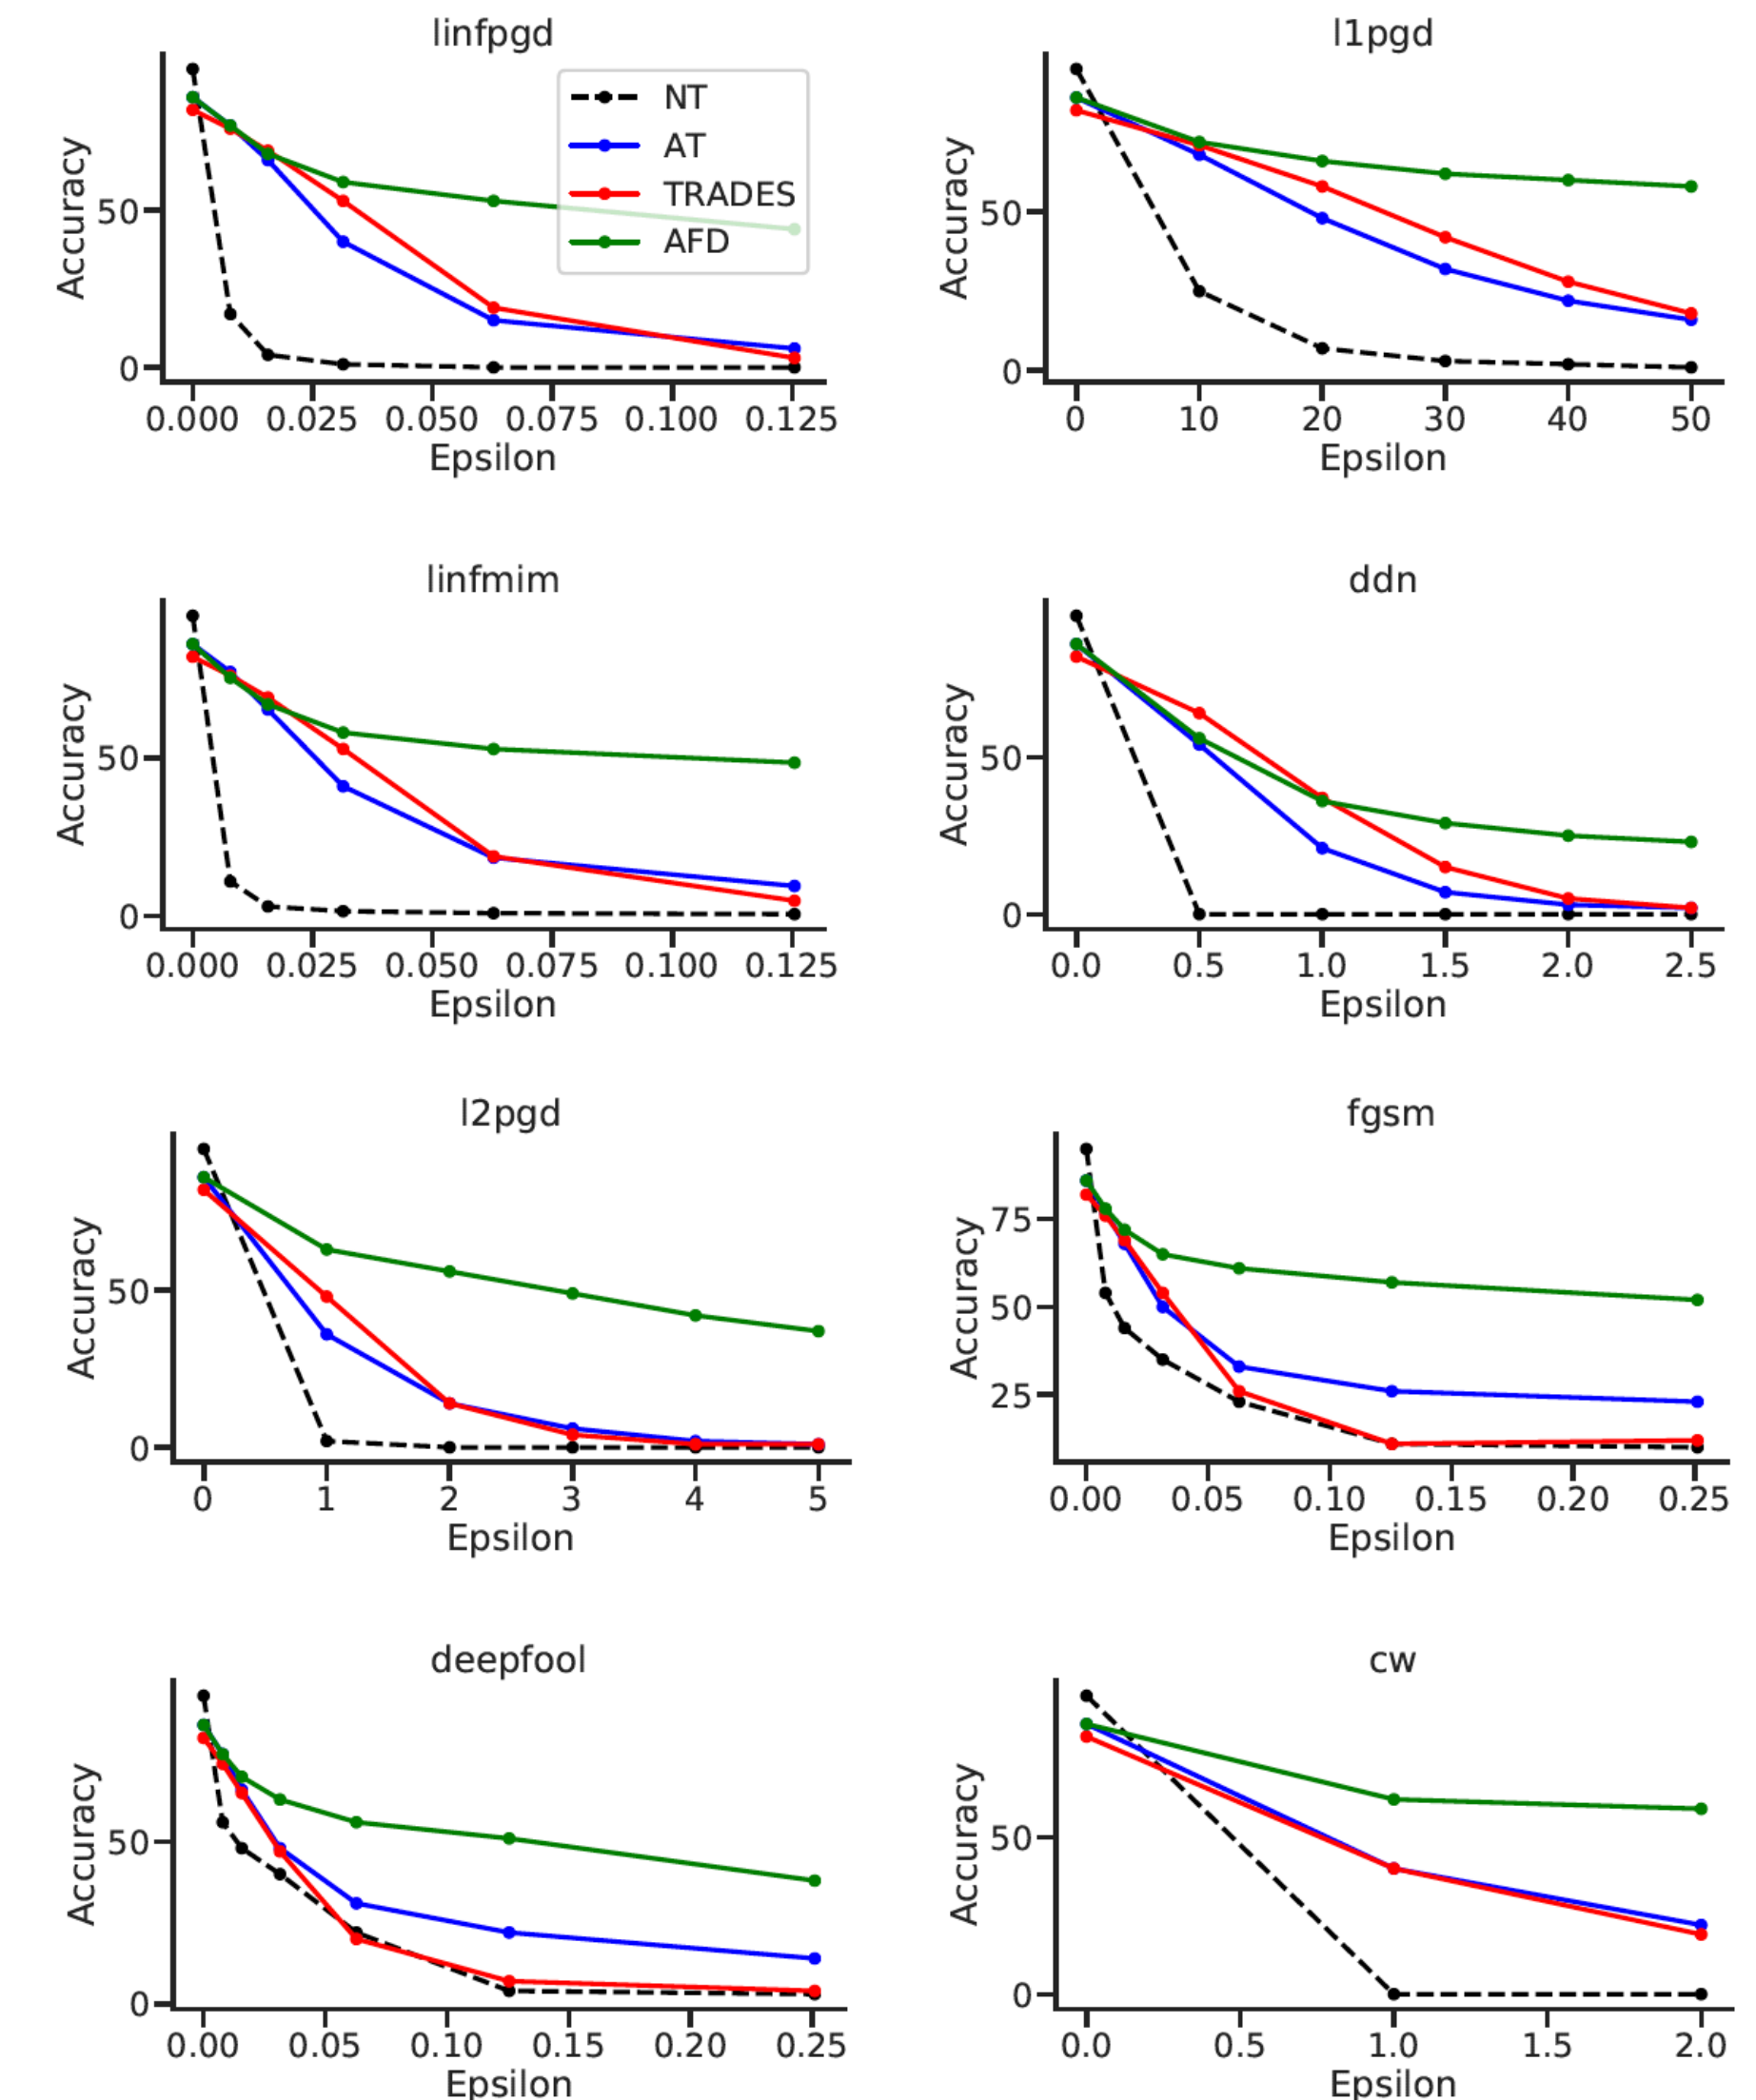 linfpgd
Accuracy
50
0
0.000 0.025 0.050 0.075 0.100 0.125
Epsilon
NT
AT
TRADES
AFD
l1pgd
Accuracy
50
0
0 10 20 30 40 50
Epsilon
linfmim
Accuracy
50
0
0.000 0.025 0.050 0.075 0.100 0.125
Epsilon
ddn
Accuracy
50
0
0.0 0.5 1.0 1.5 2.0 2.5
Epsilon
l2pgd
Accuracy
50
0
0 1 2 3 4 5
Epsilon
fgsm
Accuracy
75
50
25
0.00 0.05 0.10 0.15 0.20 0.25
Epsilon
deepfool
Accuracy
50
0
0.00 0.05 0.10 0.15 0.20 0.25
Epsilon
cw
Accuracy
50
0
0.0 0.5 1.0 1.5 2.0
Epsilon